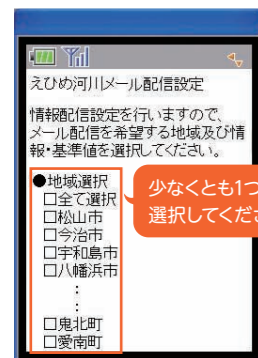 えひめ河川メール配信設定
情報配信設定を行いますので、
メール配信を希望する地域及び情
報・基準値を選択してください。
●地域選択
□全て選択
□松山市
□今治市
□宇和島市
□八幡浜市
:
:
□鬼北町
□愛南町
少なくとも1つ
選択してくださ